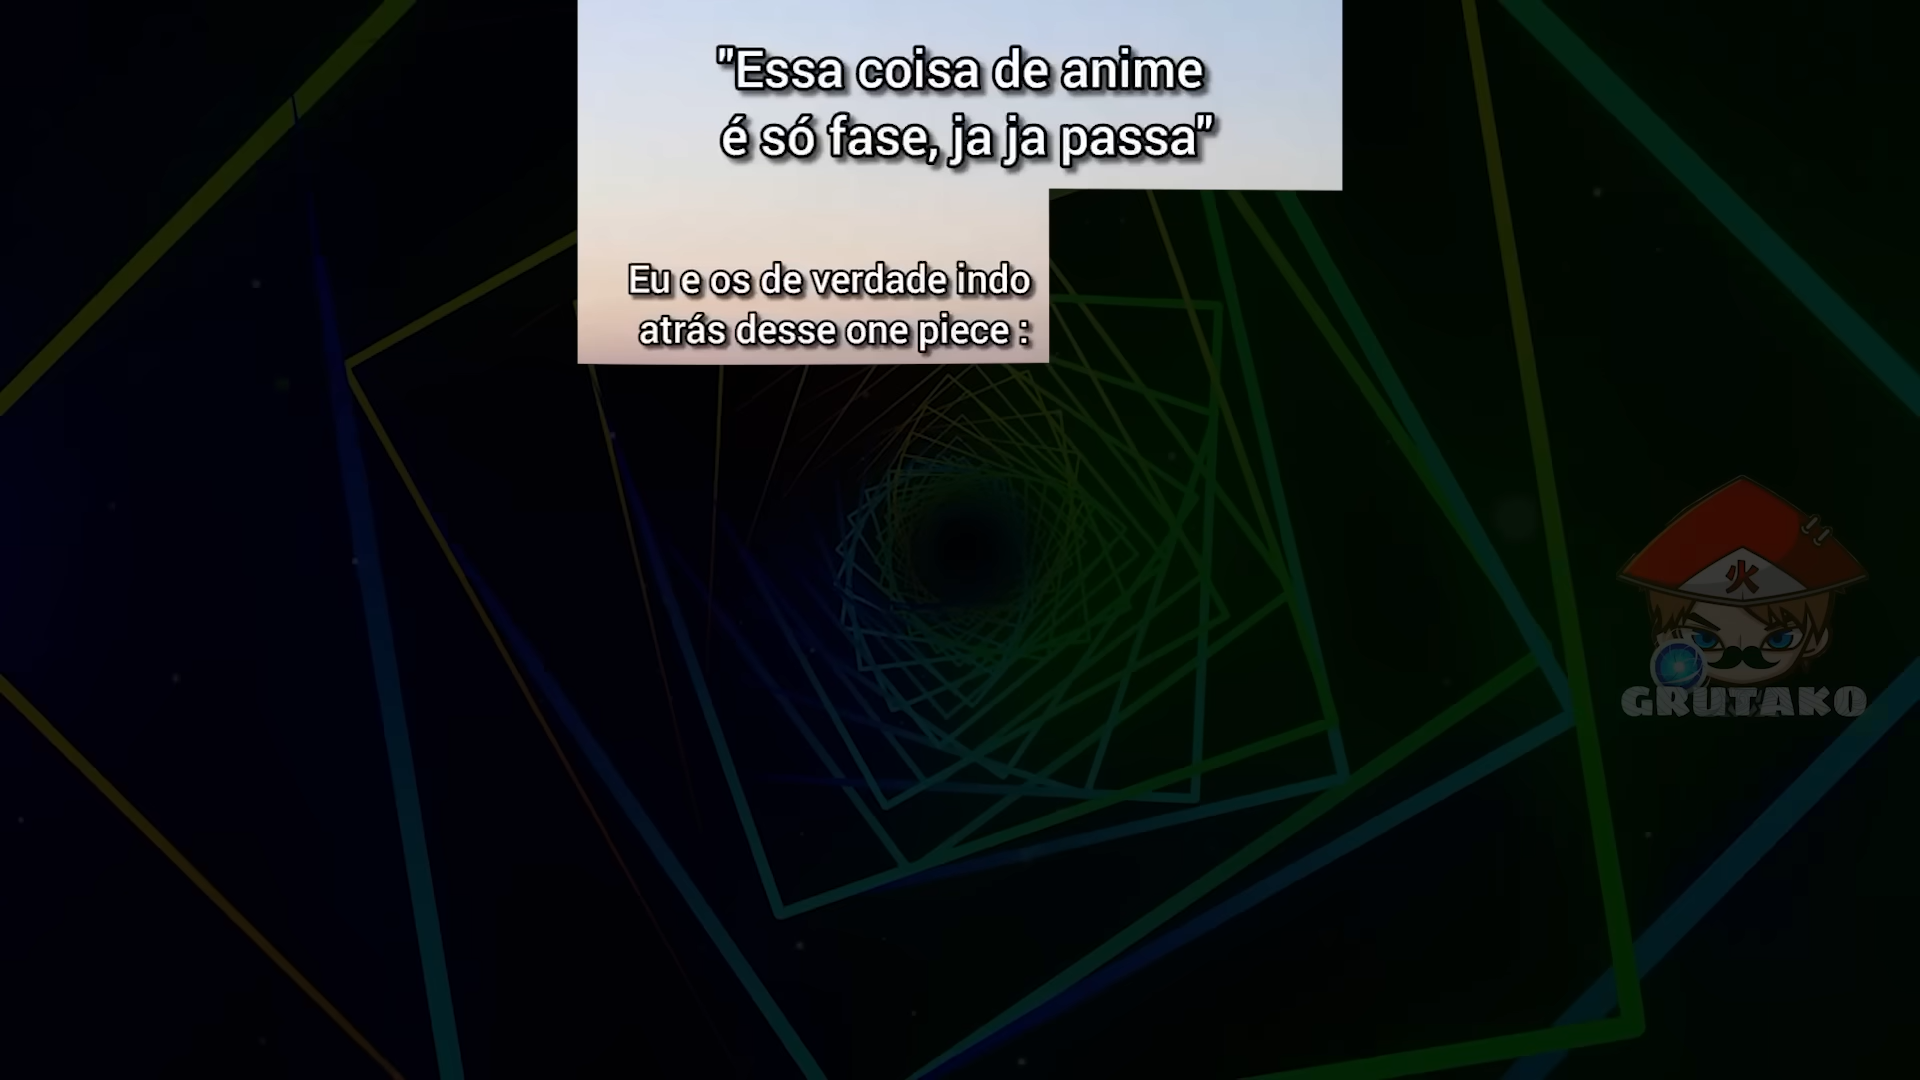 "Essa coisa de anime
é só fase, ja ja passa"
Eu e os de verdade indo
atrás desse one piece :
火
GRUTAKO